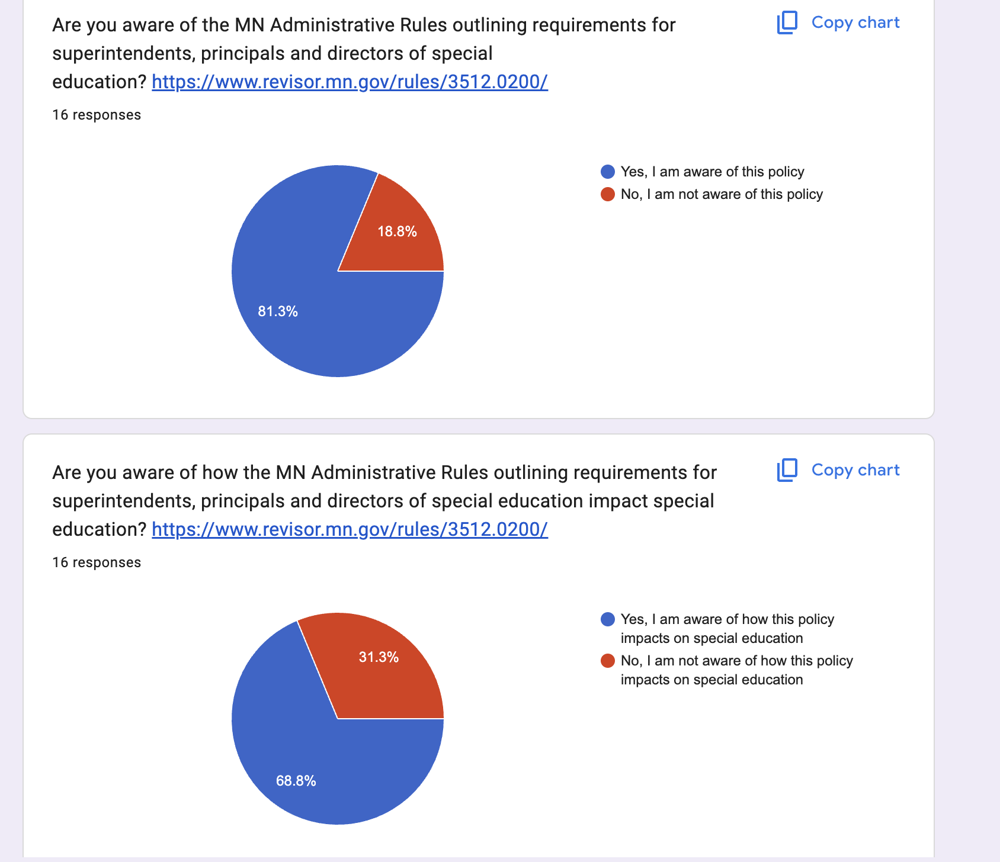 Are you aware of the MN Administrative Rules outlining requirements for
superintendents, principals and directors of special
education? https://www.revisor.mn.gov/rules/3512.0200/
Copy chart
16 responses
Yes, I am aware of this policy
No, I am not aware of this policy
18.8%
81.3%
Are you aware of how the MN Administrative Rules outlining requirements for
superintendents, principals and directors of special education impact special
education? https://www.revisor.mn.gov/rules/3512.0200/
Copy chart
16 responses
Yes, I am aware of how this policy
impacts on special education
No, I am not aware of how this policy
impacts on special education
31.3%
68.8%